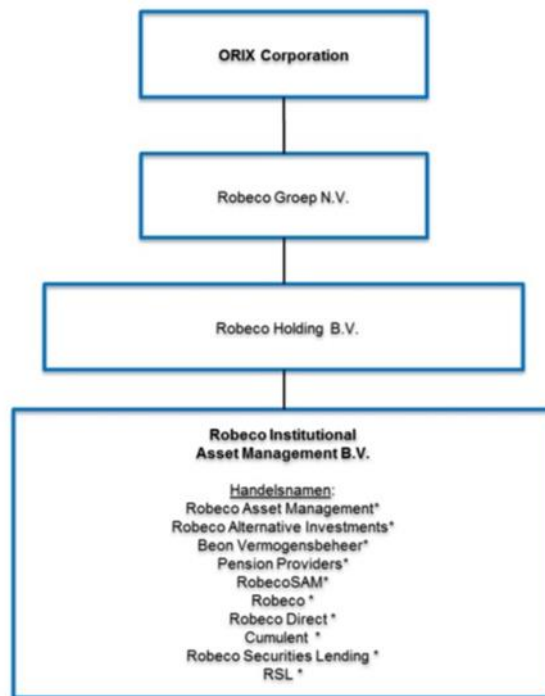 ORIX Corporation
Robeco Groep N.V.
Robeco Holding B.V.
Robeco Institutional
Asset Management B.V.
Handelsnamen:
Robeco Asset Management*
Robeco Alternative Investments*
Beon Vermogensbeheer*
Pension Providers*
RobecoSAM*
Robeco *
Robeco Direct *
Cumulent *
Robeco Securities Lending *
RSL *